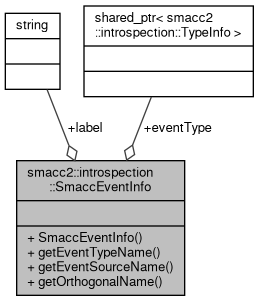 string
shared_ptr< smacc2
::introspection::TypeInfo >
+label
+eventType
smacc2::introspection
::SmaccEventInfo
+ SmaccEventInfo()
+ getEventTypeName()
+ getEventSourceName()
+ getOrthogonalName()